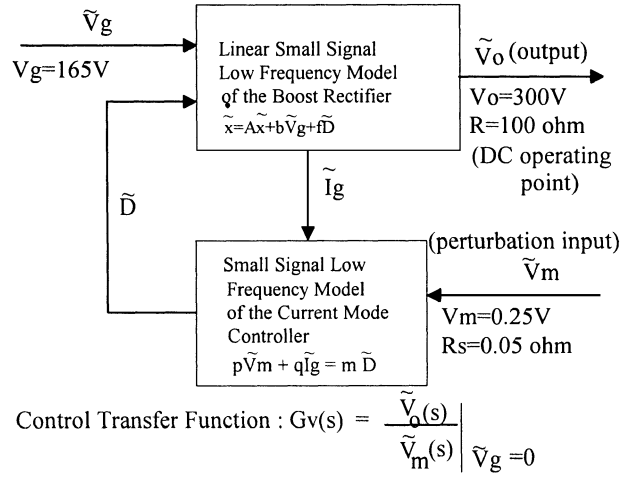 Ṽg
Vg=165V
Linear Small Signal
Low Frequency Model
of the Boost Rectifier
x̃=Ax̃+bṼg+fD̃
Ṽo (output)
Vo=300V
R=100 ohm
(DC operating
point)
D̃
Ĩg
(perturbation input)
Ṽm
Vm=0.25V
Rs=0.05 ohm
Small Signal Low
Frequency Model
of the Current Mode
Controller
pṼm + qĨg = m D̃
Control Transfer Function : Gv(s) = Ṽo(s)
Ṽm(s) | Ṽg =0